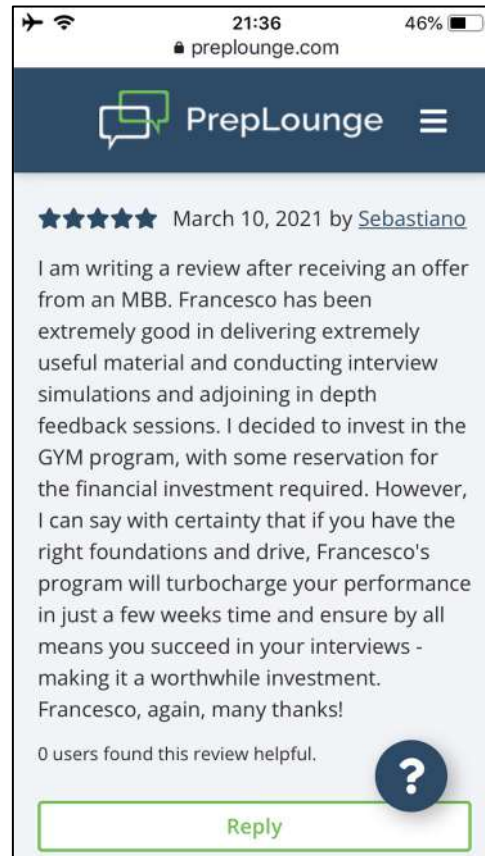 21:36
46%
preplounge.com
PrepLounge
March 10, 2021 by Sebastiano
I am writing a review after receiving an offer
from an MBB. Francesco has been
extremely good in delivering extremely
useful material and conducting interview
simulations and adjoining in depth
feedback sessions. I decided to invest in the
GYM program, with some reservation for
the financial investment required. However,
I can say with certainty that if you have the
right foundations and drive, Francesco's
program will turbocharge your performance
in just a few weeks time and ensure by all
means you succeed in your interviews -
making it a worthwhile investment.
Francesco, again, many thanks!
0 users found this review helpful.
?
Reply